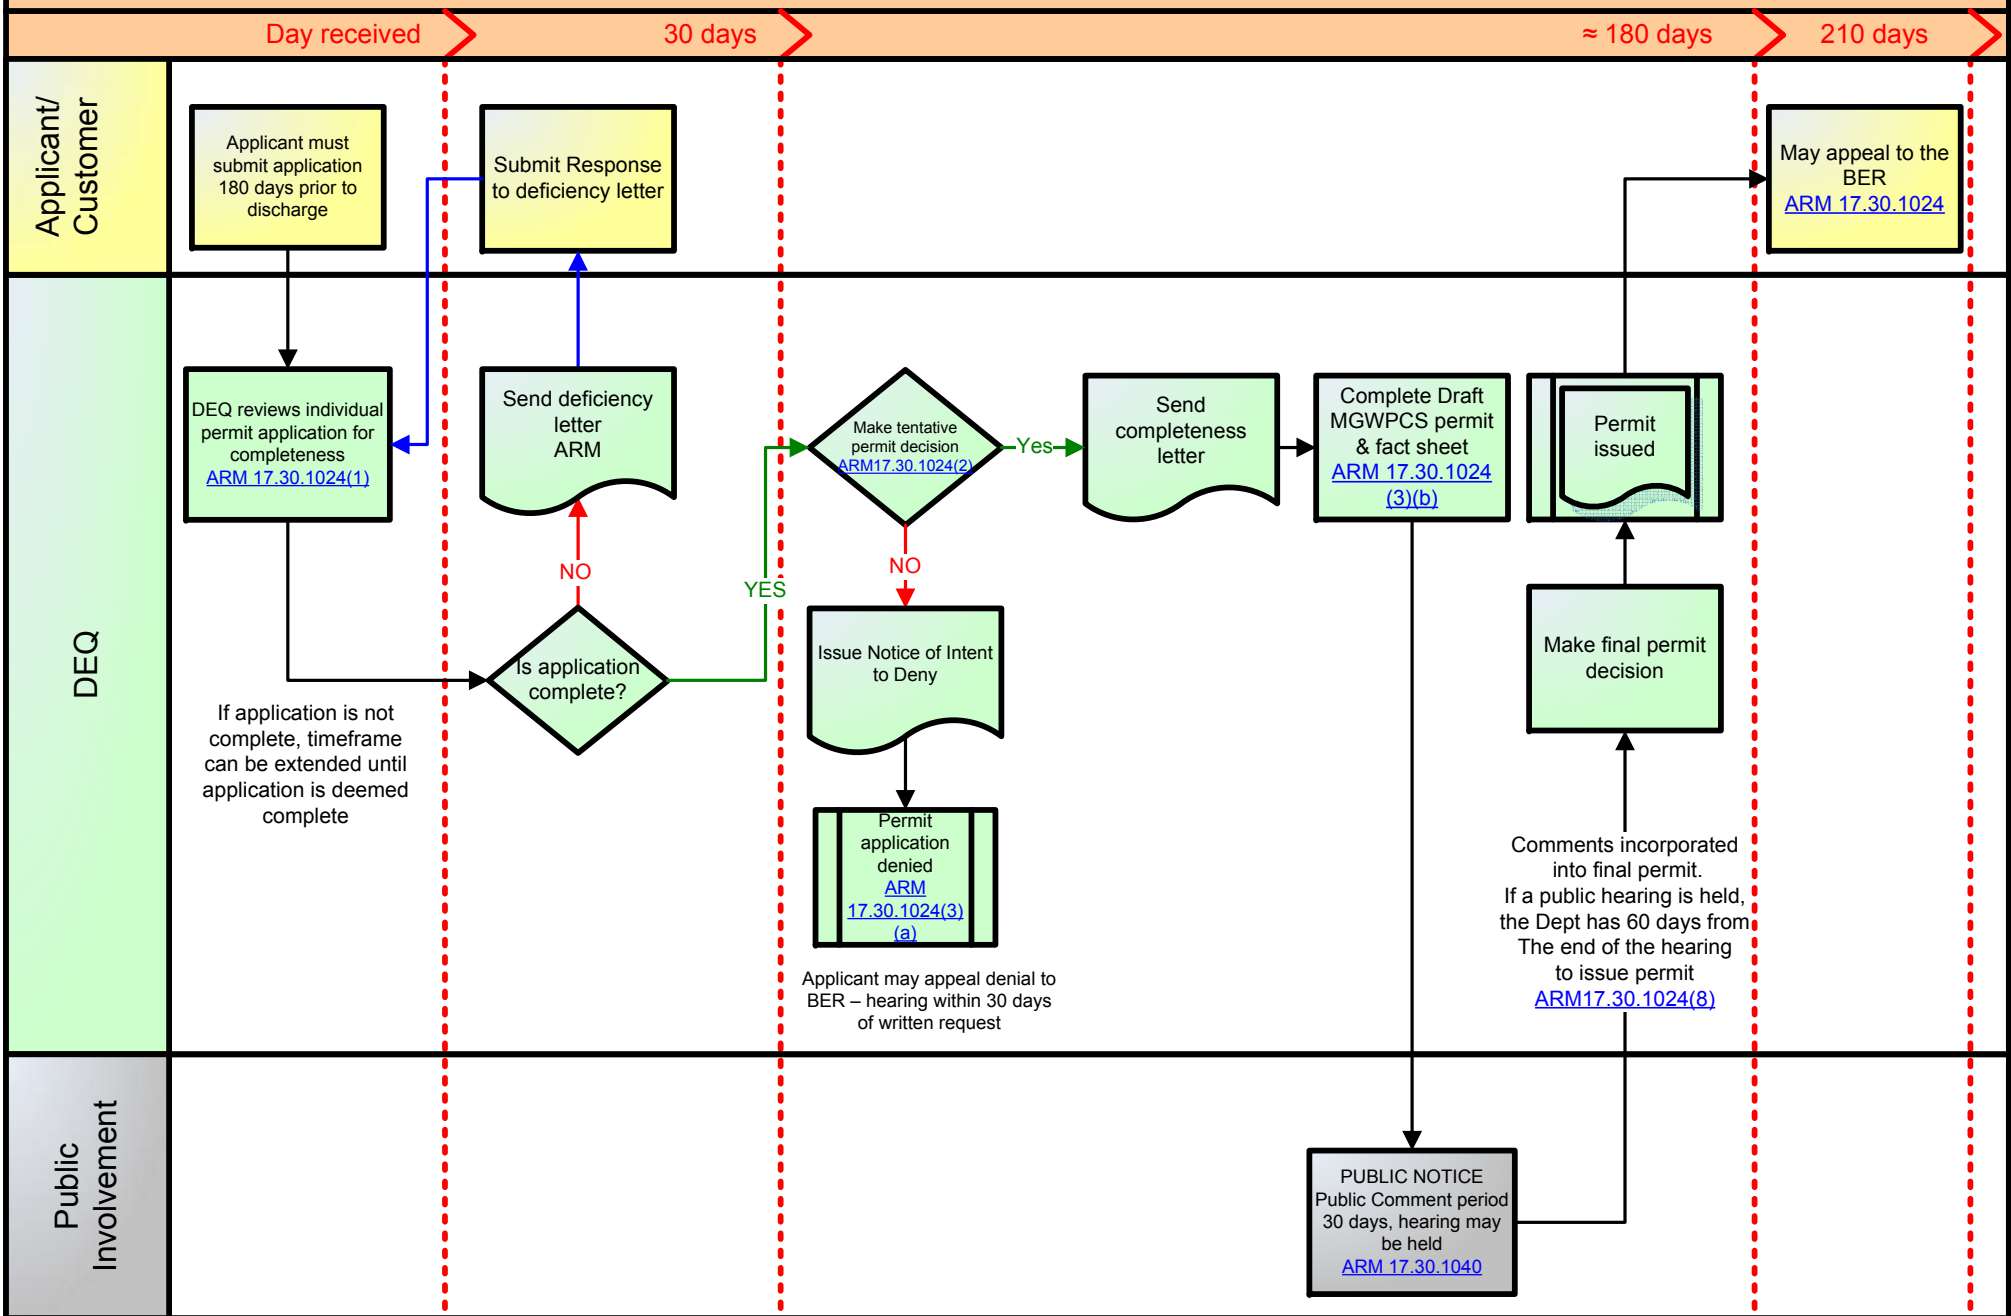 Day received
30 days
≈ 180 days
210 days
Applicant/
Customer
Applicant must
submit application
180 days prior to
discharge
Submit Response
to deficiency letter
May appeal to the
BER
ARM 17.30.1024
DEQ
DEQ reviews individual
permit application for
completeness
ARM 17.30.1024(1)
Send deficiency
letter
ARM
Make tentative
permit decision
ARM17.30.1024(2)
Yes
Send
completeness
letter
Complete Draft
MGWPCS permit
& fact sheet
ARM 17.30.1024
(3)(b)
Permit
issued
NO
YES
NO
Is application
complete?
Issue Notice of Intent
to Deny
Make final permit
decision
If application is not
complete, timeframe
can be extended until
application is deemed
complete
Permit
application
denied
ARM
17.30.1024(3)
(a)
Applicant may appeal denial to
BER – hearing within 30 days
of written request
Comments incorporated
into final permit.
If a public hearing is held,
the Dept has 60 days from
The end of the hearing
to issue permit
ARM17.30.1024(8)
Public
Involvement
PUBLIC NOTICE
Public Comment period
30 days, hearing may
be held
ARM 17.30.1040